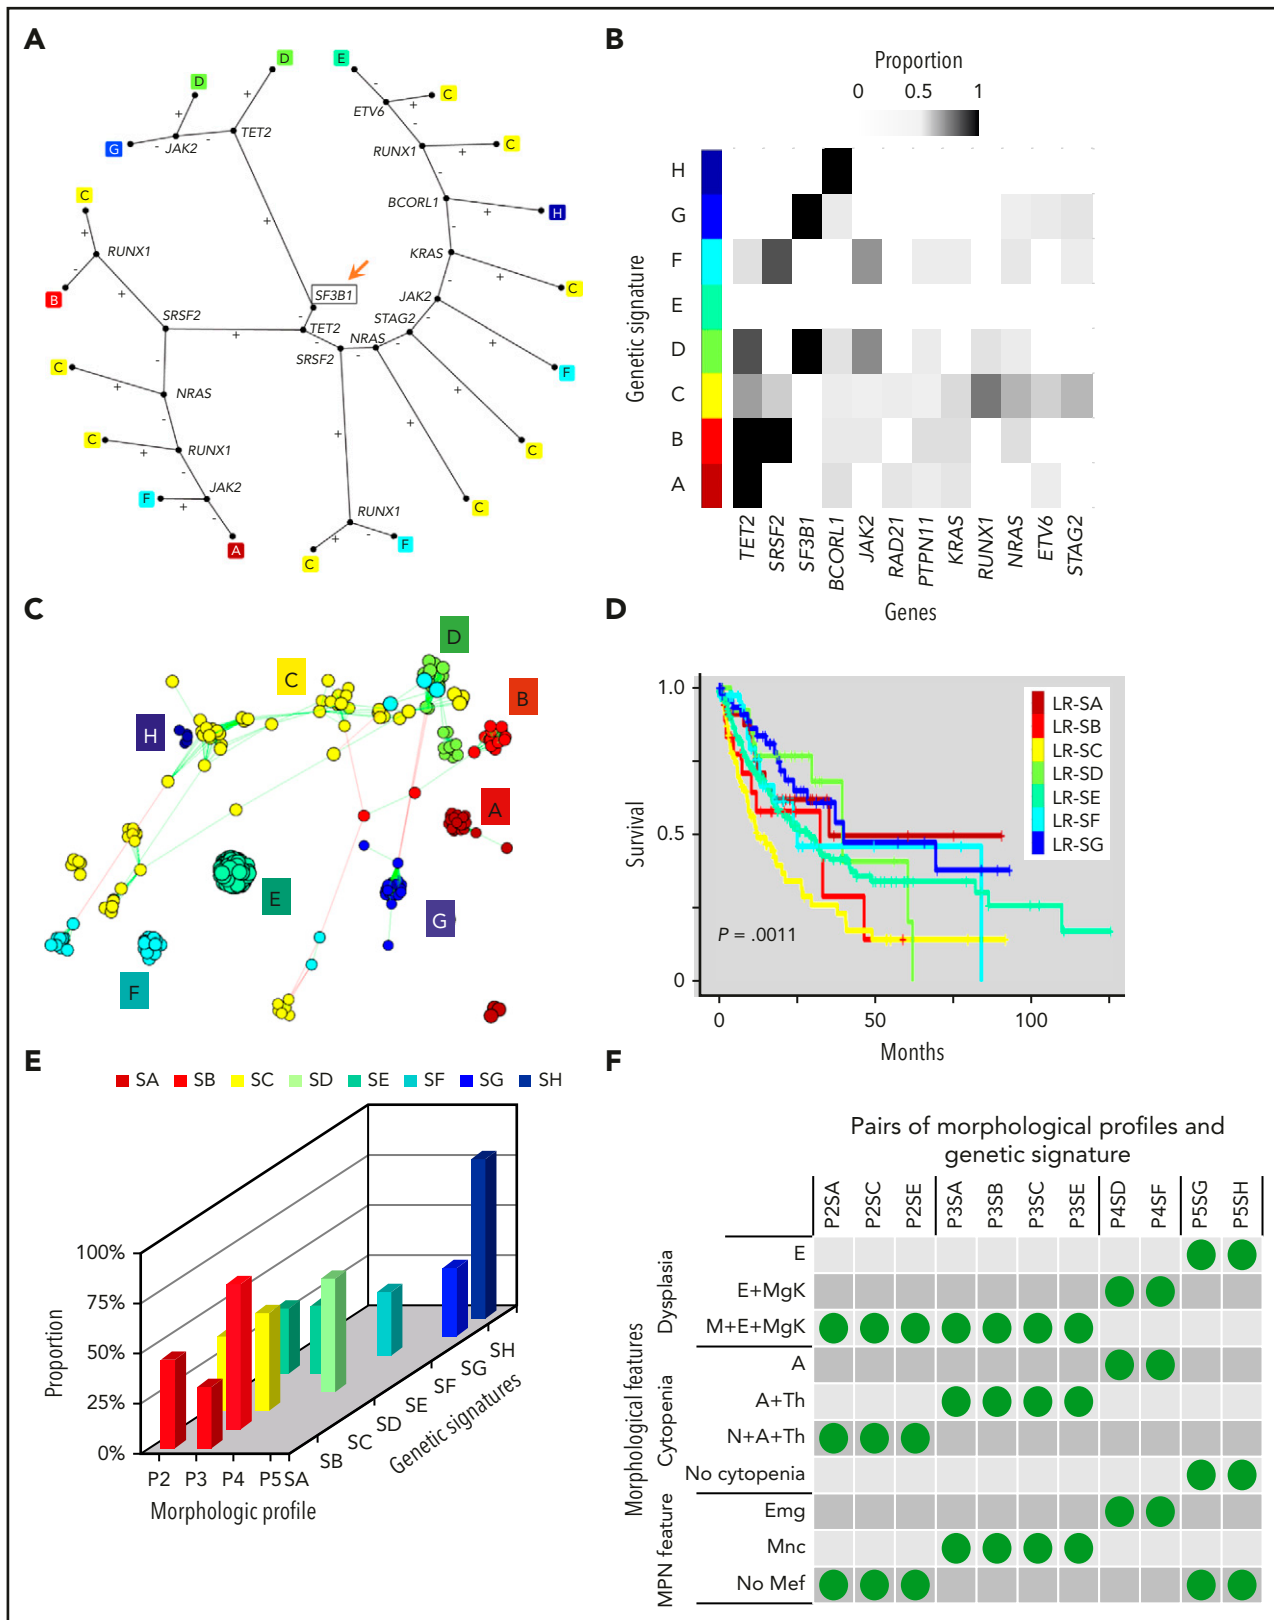 A
D
D
E
+
-
ETV6
+
C
+
TET2
-
G
-
JAK2
-
RUNX1
+
C
C
+
RUNX1
-
B
+
+
SF3B1
-
BCORL1
+
H
-
KRAS
+
C
-
JAK2
SRSF2
+
TET2
STAG2
NRAS
SRSF2
-
-
-
+
F
C
+
NRAS
-
C
+
RUNX1
-
JAK2
F
+
-
A
+
+
+
C
C
RUNX1
+
-
C
F
B
Proportion
0 0.5 1
Genetic signature
H
G
F
E
D
C
B
A
TET2 SRSF2 SF3B1 BCORL1 JAK2 RAD21 PTPN11 KRAS RUNX1 NRAS ETV6 STAG2
Genes
C
D
C
B
H
A
E
G
F
D
1.0
0.5
0
Survival
LR-SA
LR-SB
LR-SC
LR-SD
LR-SE
LR-SF
LR-SG
P = .0011
0 50 100
Months
E
SA SB SC SD SE SF SG SH
100%
75%
50%
25%
0%
Proportion
P2 P3 P4 P5
Morphologic profile
SA SB SC SD SE SF SG SH
Genetic signatures
F
Pairs of morphological profiles and
genetic signature
P2SA P2SC P2SE P3SA P3SB P3SC P3SE P4SD P4SF P5SG P5SH
Morphological features
Dysplasia
E
E+MgK
M+E+MgK
Cytopenia
A
A+Th
N+A+Th
No cytopenia
MPN feature
Emg
Mnc
No Mef